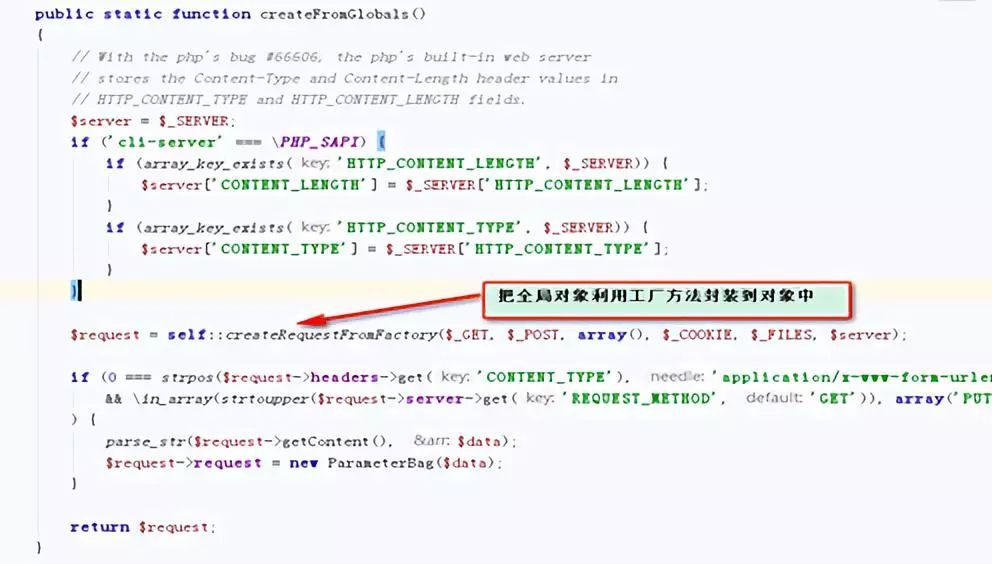 public static function createFromGlobals()
{
// With the php's bug #66606, the php's built-in web server
// stores the Content-Type and Content-Length header values in
// HTTP_CONTENT_TYPE and HTTP_CONTENT_LENGTH fields.
$server = $_SERVER;
if ('cli-server' === \PHP_SAPI) {
if (array_key_exists( key: 'HTTP_CONTENT_LENGTH', $_SERVER)) {
$server['CONTENT_LENGTH'] = $_SERVER['HTTP_CONTENT_LENGTH'];
}
if (array_key_exists( key: 'HTTP_CONTENT_TYPE', $_SERVER)) {
$server['CONTENT_TYPE'] = $_SERVER['HTTP_CONTENT_TYPE'];
}
}
把全局对象利用工厂方法封装到对象中
$request = self::createRequestFromFactory($_GET, $_POST, array(), $_COOKIE, $_FILES, $server);
if (0 === strpos($request->headers->get( key: 'CONTENT_TYPE'), needle: 'application/x-www-form-urlen
&& \in_array(strtoupper($request->server->get( key: 'REQUEST_METHOD', default: 'GET')), array('PUT
) {
parse_str($request->getContent(), &arr: $data);
$request->request = new ParameterBag($data);
}
return $request;
}